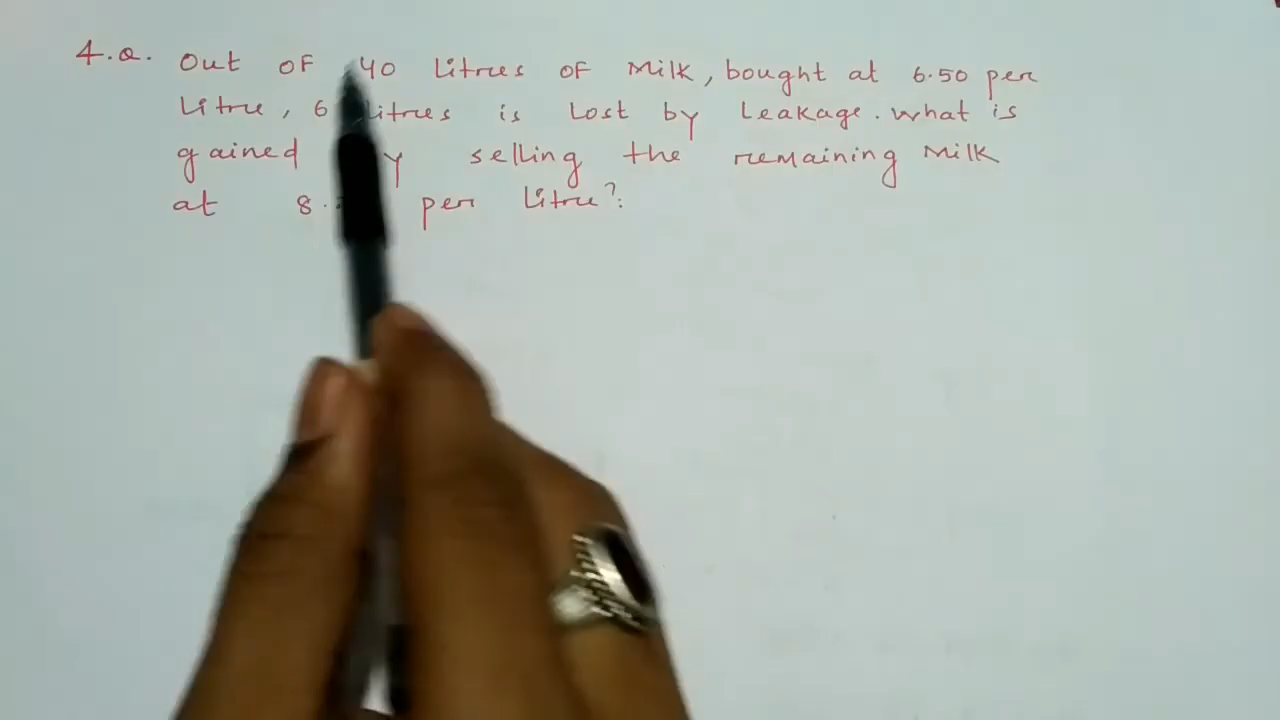 4.Q. Out OF 40 Litres OF Milk, bought at 6.50 per
Litre, 6 litres is Lost by Leakage. what is
gained selling the remaining Milk
at per Litre?